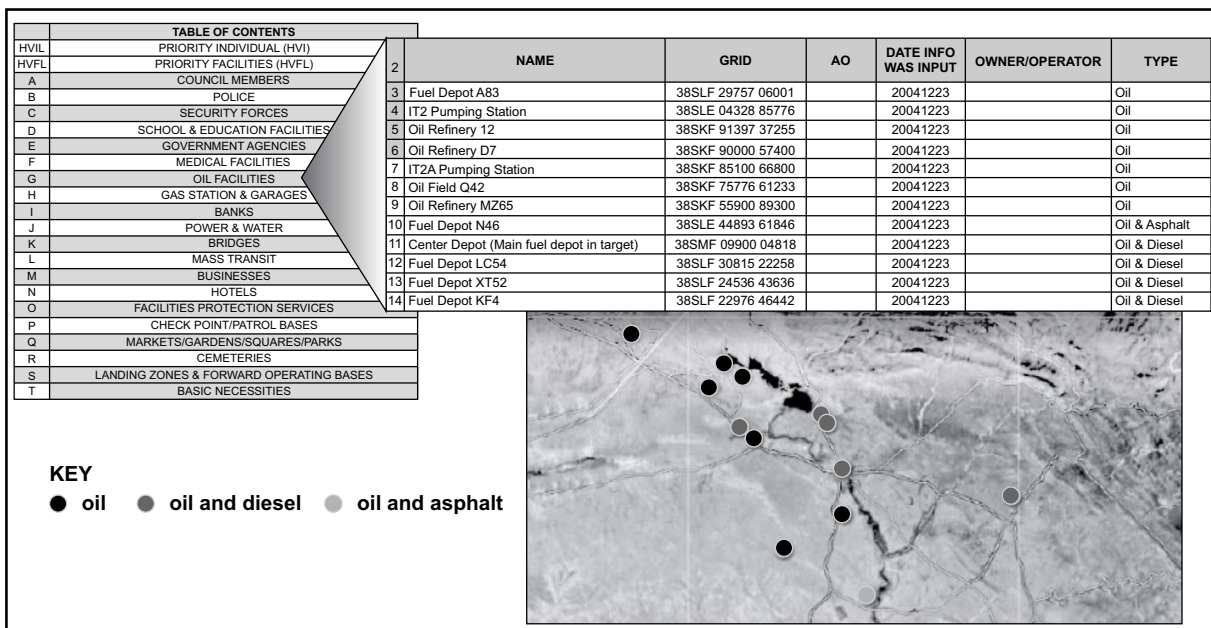 TABLE OF CONTENTS
HVIL PRIORITY INDIVIDUAL (HVI)
HVFL PRIORITY FACILITIES (HVFL)
A COUNCIL MEMBERS
B POLICE
C SECURITY FORCES
D SCHOOL & EDUCATION FACILITIES
E GOVERNMENT AGENCIES
F MEDICAL FACILITIES
G OIL FACILITIES
H GAS STATION & GARAGES
I BANKS
J POWER & WATER
K BRIDGES
L MASS TRANSIT
M BUSINESSES
N HOTELS
O FACILITIES PROTECTION SERVICES
P CHECK POINT/PATROL BASES
Q MARKETS/GARDENS/SQUARES/PARKS
R CEMETERIES
S LANDING ZONES & FORWARD OPERATING BASES
T BASIC NECESSITIES
2 NAME GRID AO DATE INFO WAS INPUT OWNER/OPERATOR TYPE
3 Fuel Depot A83 38SLF 29757 06001 20041223 Oil
4 IT2 Pumping Station 38SLE 04328 85776 20041223 Oil
5 Oil Refinery 12 38SKF 91397 37255 20041223 Oil
6 Oil Refinery D7 38SKF 90000 57400 20041223 Oil
7 IT2A Pumping Station 38SKF 85100 66800 20041223 Oil
8 Oil Field Q42 38SKF 75776 61233 20041223 Oil
9 Oil Refinery MZ65 38SKF 55900 89300 20041223 Oil
10 Fuel Depot N46 38SLE 44893 61846 20041223 Oil & Asphalt
11 Center Depot (Main fuel depot in target) 38SMF 09900 04818 20041223 Oil & Diesel
12 Fuel Depot LC54 38SLF 30815 22258 20041223 Oil & Diesel
13 Fuel Depot XT52 38SLF 24536 43636 20041223 Oil & Diesel
14 Fuel Depot KF4 38SLF 22976 46442 20041223 Oil & Diesel
KEY
oil oil and diesel oil and asphalt